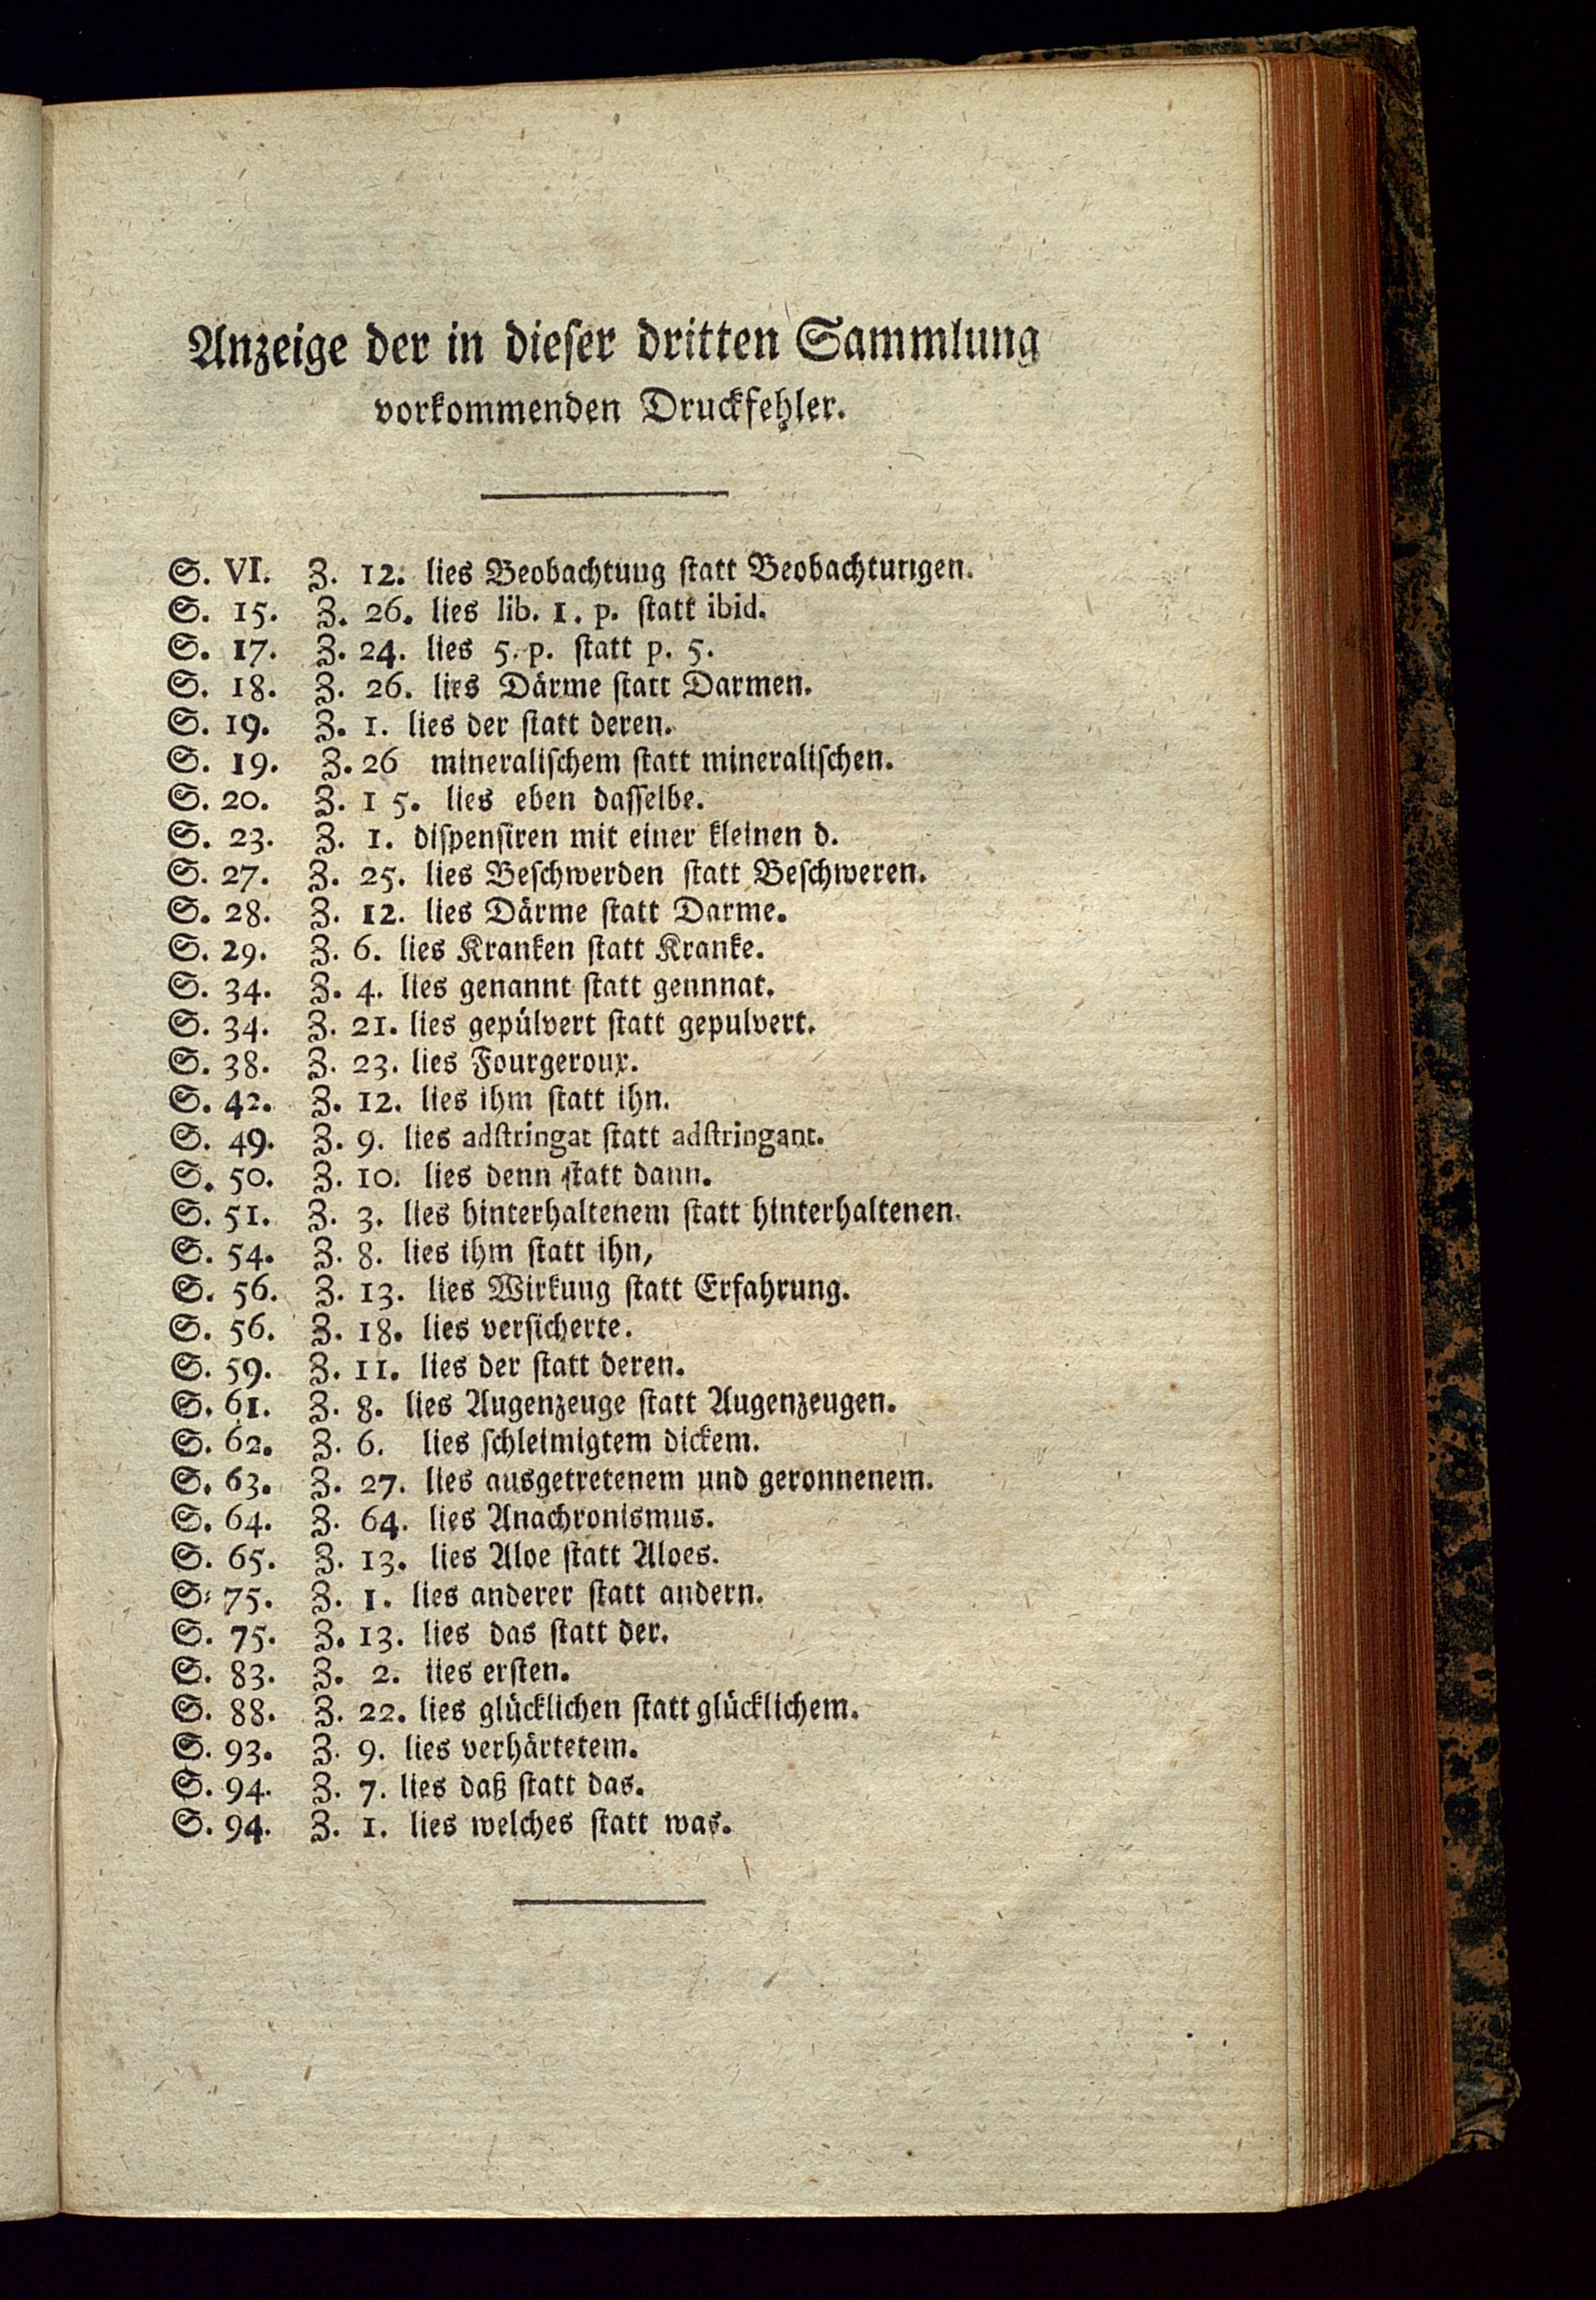 Anzeige der in dieſer dritten Sammlung
vorkommenden Druckfehler.
S. VI. Z. 12. lies Beobachtung ſtatt Beobachtungen.
S. 15. Z. 26. lies lib. 1. p. ſtatt ibid.
S. 17. Z. 24. lies 5. p. ſtatt p. 5.
S. 18. Z. 26. lies Därme ſtatt Darmen.
S. 19. Z. 1. lies der ſtatt deren.
S. 19. Z. 26 mineraliſchem ſtatt mineraliſchen.
S. 20. Z. 1 5. lies eben daſſelbe.
S. 23. Z. 1. diſpenſiren mit einer kleinen d.
S. 27. Z. 25. lies Beſchwerden ſtatt Beſchweren.
S. 28. Z. 12. lies Därme ſtatt Darme.
S. 29. Z. 6. lies Kranken ſtatt Kranke.
S. 34. Z. 4. lies genannt ſtatt gennnat.
S. 34. Z. 21. lies gepülvert ſtatt gepulvert.
S. 38. Z. 23. lies Fourgeroux.
S. 42. Z. 12. lies ihm ſtatt ihn.
S. 49. Z. 9. lies adſtringat ſtatt adſtringant.
S. 50. Z. 10. lies denn ſtatt dann.
S. 51. Z. 3. lies hinterhaltenem ſtatt hinterhaltenen.
S. 54. Z. 8. lies ihm ſtatt ihn,
S. 56. Z. 13. lies Wirkung ſtatt Erfahrung.
S. 56. Z. 18. lies verſicherte.
S. 59. Z. 11. lies der ſtatt deren.
S. 61. Z. 8. lies Augenzeuge ſtatt Augenzeugen.
S. 62. Z. 6. lies ſchleimigtem dickem.
S. 63. Z. 27. lies ausgetretenem und geronnenem.
S. 64. Z. 64. lies Anachronismus.
S. 65. Z. 13. lies Aloe ſtatt Aloes.
S. 75. Z. 1. lies anderer ſtatt andern.
S. 75. Z. 13. lies das ſtatt der.
S. 83. Z. 2. lies erſten.
S. 88. Z. 22. lies glücklichen ſtatt glücklichem.
S. 93. Z. 9. lies verhärtetem.
S. 94. Z. 7. lies daß ſtatt das.
S. 94. Z. 1. lies welches ſtatt was.